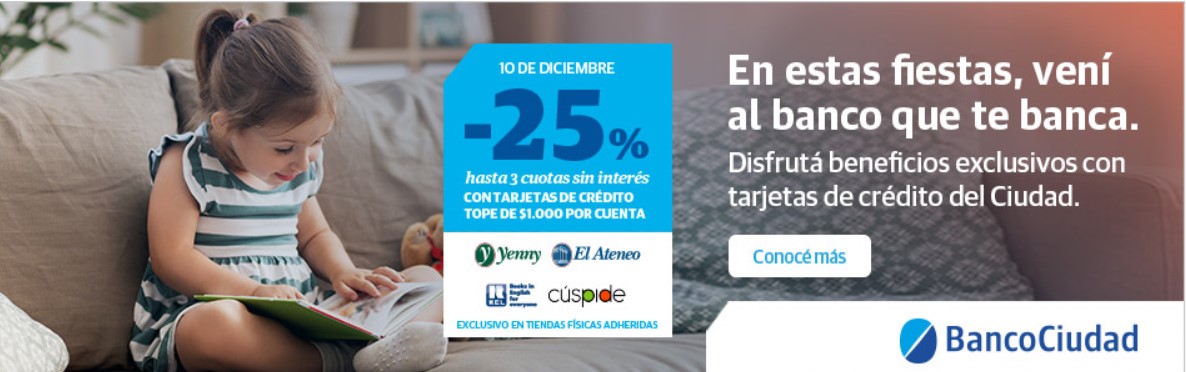 10 DE DICIEMBRE
-25%
hasta 3 cuotas sin interés
CON TARJETAS DE CRÉDITO
TOPE DE $1.000 POR CUENTA
y Yenny
El Ateneo
KEL
Books in
English
for
everyone
cúspide
EXCLUSIVO EN TIENDAS FÍSICAS ADHERIDAS
En estas fiestas, vení
al banco que te banca.
Disfrutá beneficios exclusivos con
tarjetas de crédito del Ciudad.
Conocé más
BancoCiudad